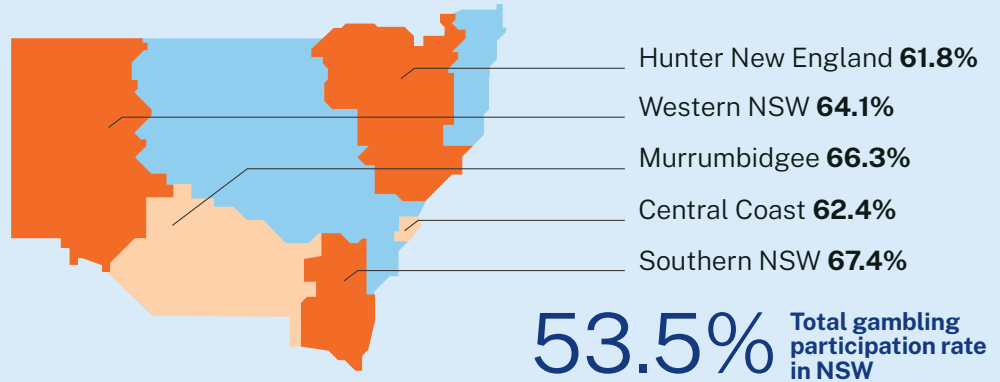 Hunter New England 61.8%
Western NSW 64.1%
Murrumbidgee 66.3%
Central Coast 62.4%
Southern NSW 67.4%
53.5%
Total gambling
participation rate
in NSW